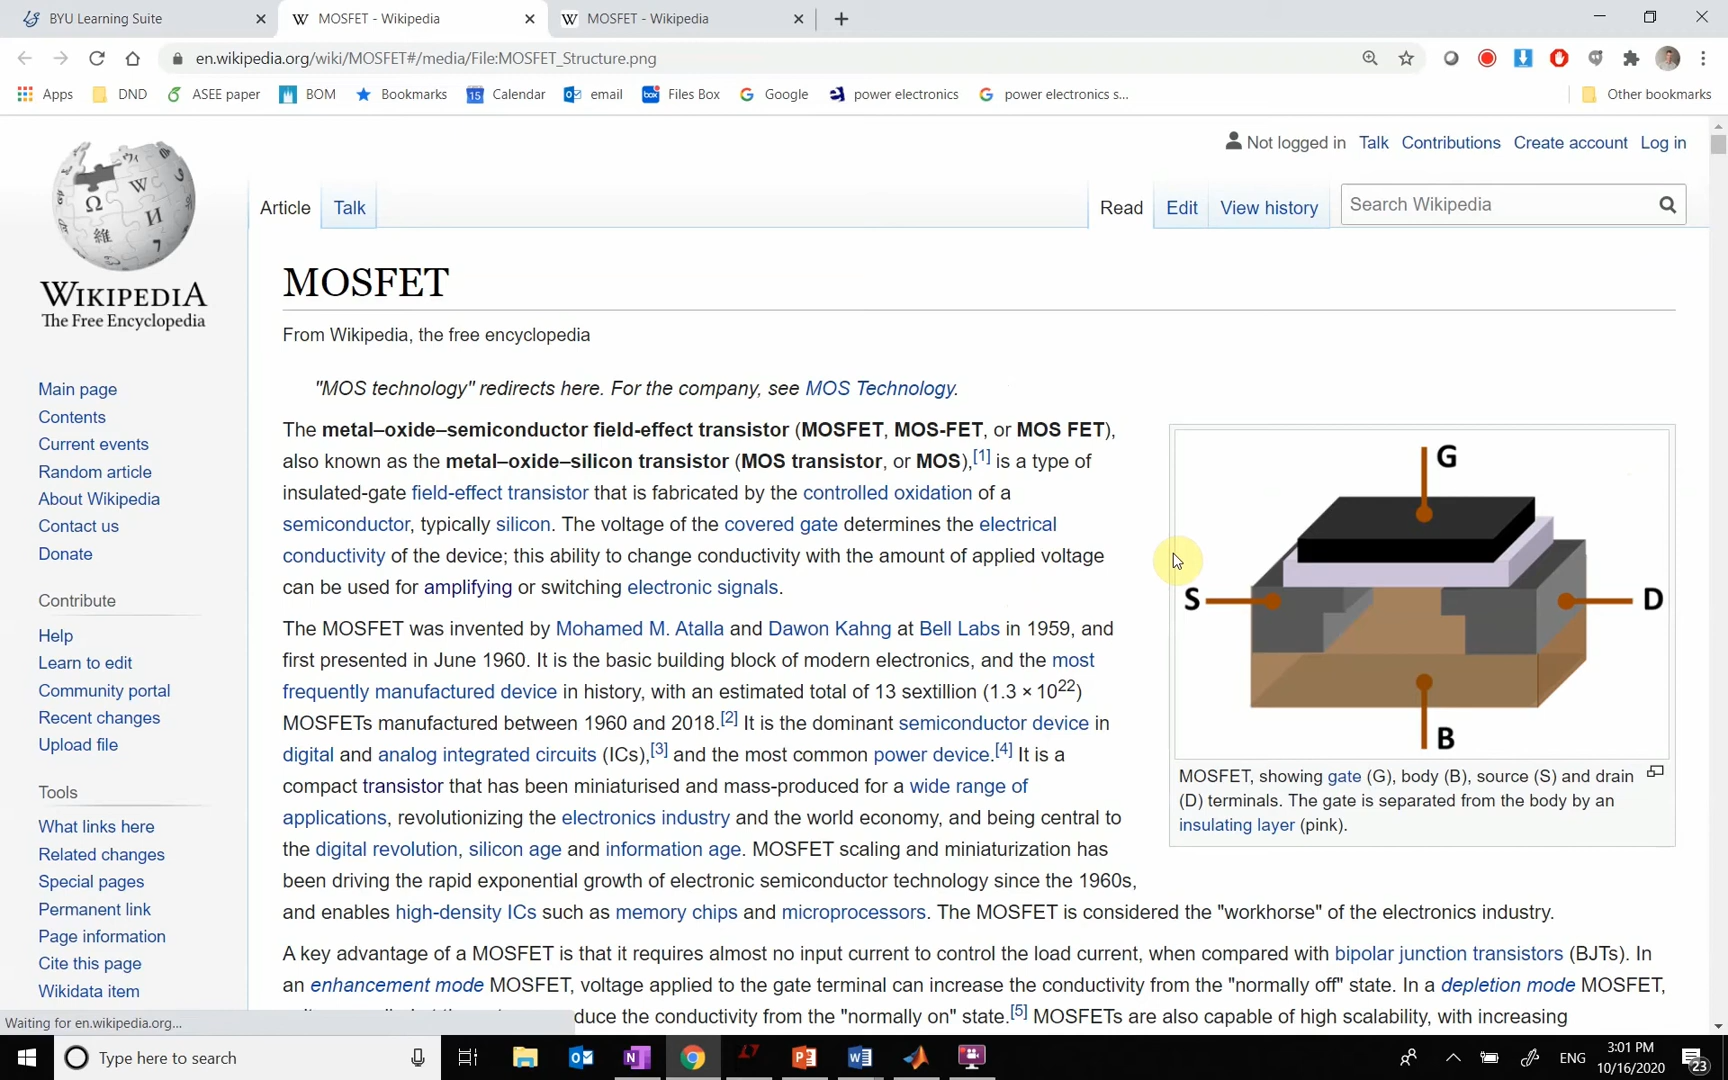 BYU Learning Suite
MOSFET - Wikipedia
MOSFET - Wikipedia
en.wikipedia.org/wiki/MOSFET#/media/File:MOSFET_Structure.png
Apps
DND
ASEE paper
BOM
Bookmarks
15
Calendar
email
box
Files Box
Google
power electronics
power electronics s...
Other bookmarks
Not logged in Talk Contributions Create account Log in
Article Talk
Read Edit View history
Search Wikipedia
WIKIPEDIA
The Free Encyclopedia
Main page
Contents
Current events
Random article
About Wikipedia
Contact us
Donate
Contribute
Help
Learn to edit
Community portal
Recent changes
Upload file
Tools
What links here
Related changes
Special pages
Permanent link
Page information
Cite this page
Wikidata item
MOSFET
From Wikipedia, the free encyclopedia
"MOS technology" redirects here. For the company, see MOS Technology.
The metal–oxide–semiconductor field-effect transistor (MOSFET, MOS-FET, or MOS FET),
also known as the metal–oxide–silicon transistor (MOS transistor, or MOS),[1] is a type of
insulated-gate field-effect transistor that is fabricated by the controlled oxidation of a
semiconductor, typically silicon. The voltage of the covered gate determines the electrical
conductivity of the device; this ability to change conductivity with the amount of applied voltage
can be used for amplifying or switching electronic signals.
The MOSFET was invented by Mohamed M. Atalla and Dawon Kahng at Bell Labs in 1959, and
first presented in June 1960. It is the basic building block of modern electronics, and the most
frequently manufactured device in history, with an estimated total of 13 sextillion (1.3 × 10²²)
MOSFETs manufactured between 1960 and 2018.[2] It is the dominant semiconductor device in
digital and analog integrated circuits (ICs),[3] and the most common power device.[4] It is a
compact transistor that has been miniaturised and mass-produced for a wide range of
applications, revolutionizing the electronics industry and the world economy, and being central to
the digital revolution, silicon age and information age. MOSFET scaling and miniaturization has
been driving the rapid exponential growth of electronic semiconductor technology since the 1960s,
and enables high-density ICs such as memory chips and microprocessors. The MOSFET is considered the "workhorse" of the electronics industry.
A key advantage of a MOSFET is that it requires almost no input current to control the load current, when compared with bipolar junction transistors (BJTs). In
an enhancement mode MOSFET, voltage applied to the gate terminal can increase the conductivity from the "normally off" state. In a depletion mode MOSFET,
duce the conductivity from the "normally on" state.[5] MOSFETs are also capable of high scalability, with increasing
G
S
D
B
MOSFET, showing gate (G), body (B), source (S) and drain
(D) terminals. The gate is separated from the body by an
insulating layer (pink).
Waiting for en.wikipedia.org...
Type here to search
ENG
3:01 PM
10/16/2020
23